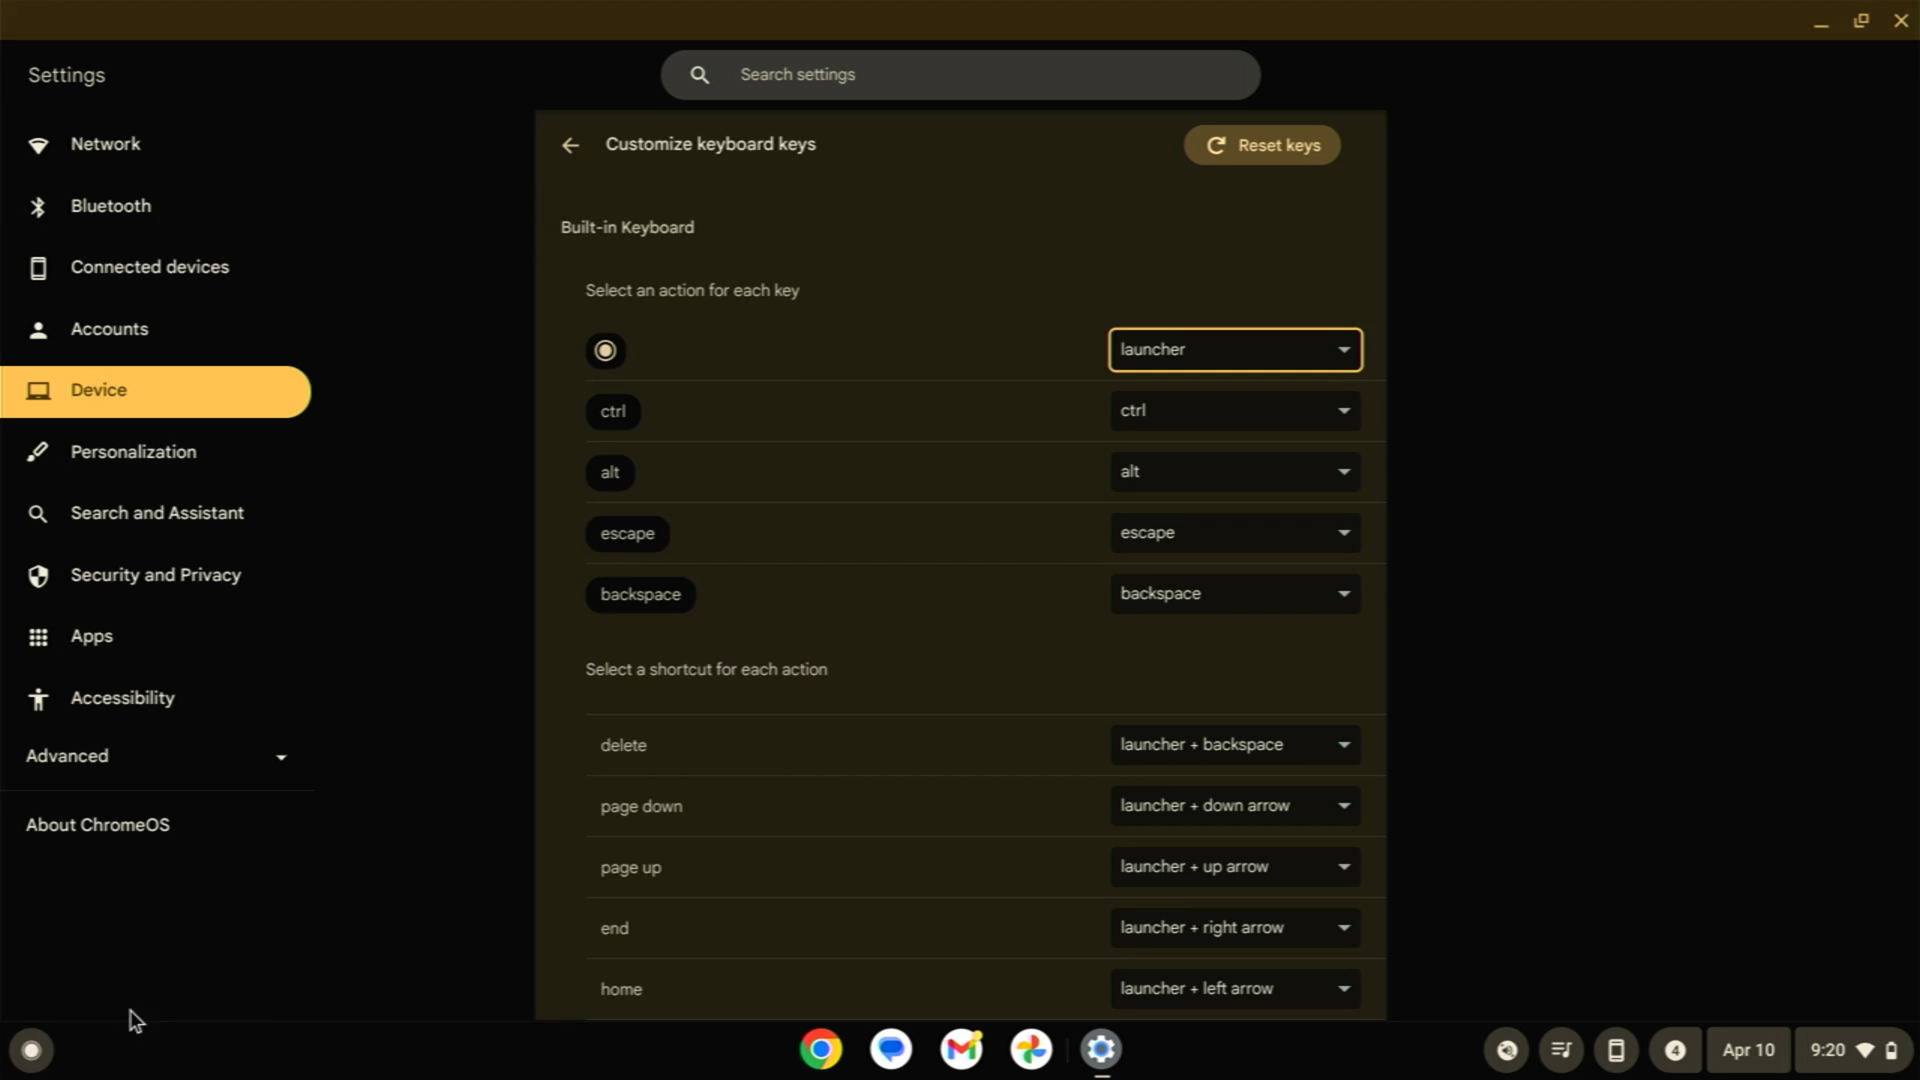 Settings
Search settings
Network
Bluetooth
Connected devices
Accounts
Device
Personalization
Search and Assistant
Security and Privacy
Apps
Accessibility
Advanced
About ChromeOS
Customize keyboard keys
Reset keys
Built-in Keyboard
Select an action for each key
launcher
ctrl ctrl
alt alt
escape escape
backspace backspace
Select a shortcut for each action
delete launcher + backspace
page down launcher + down arrow
page up launcher + up arrow
end launcher + right arrow
home launcher + left arrow
4 Apr 10 9:20